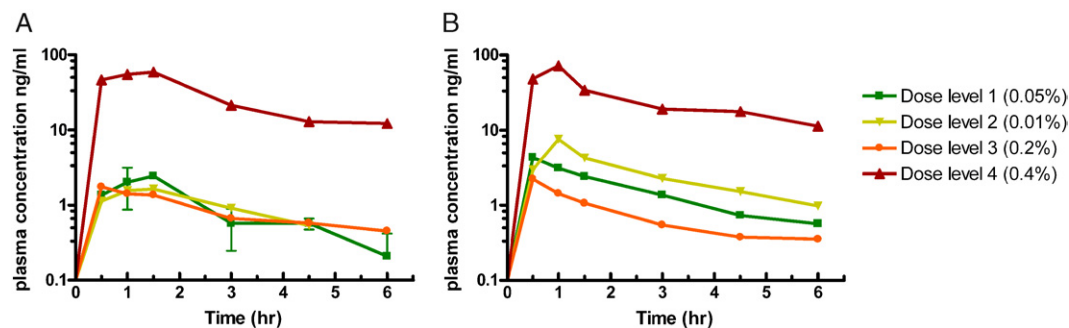 A
B
plasma concentration ng/ml
100
10
1
0.1
0 1 2 3 4 5 6
Time (hr)
plasma concentration ng/ml
100
10
1
0.1
0 1 2 3 4 5 6
Time (hr)
Dose level 1 (0.05%)
Dose level 2 (0.01%)
Dose level 3 (0.2%)
Dose level 4 (0.4%)